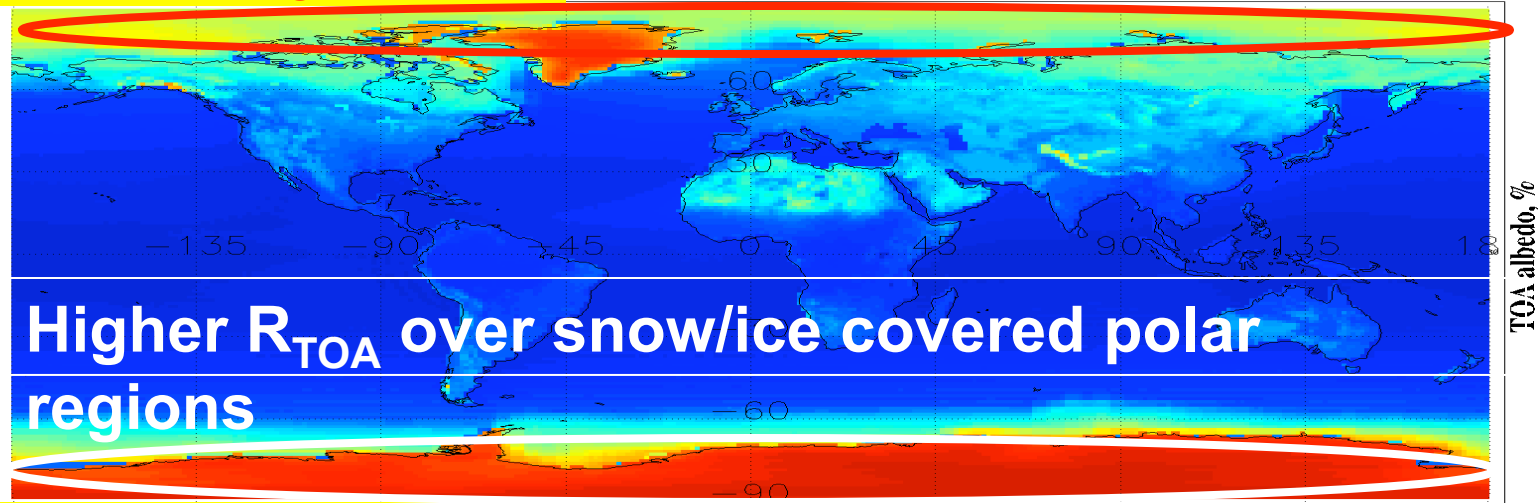 60
30
-135 -90 -45 0 45 90 135 18
Higher R_TOA over snow/ice covered polar
regions
-60
-90
TOA albedo, %